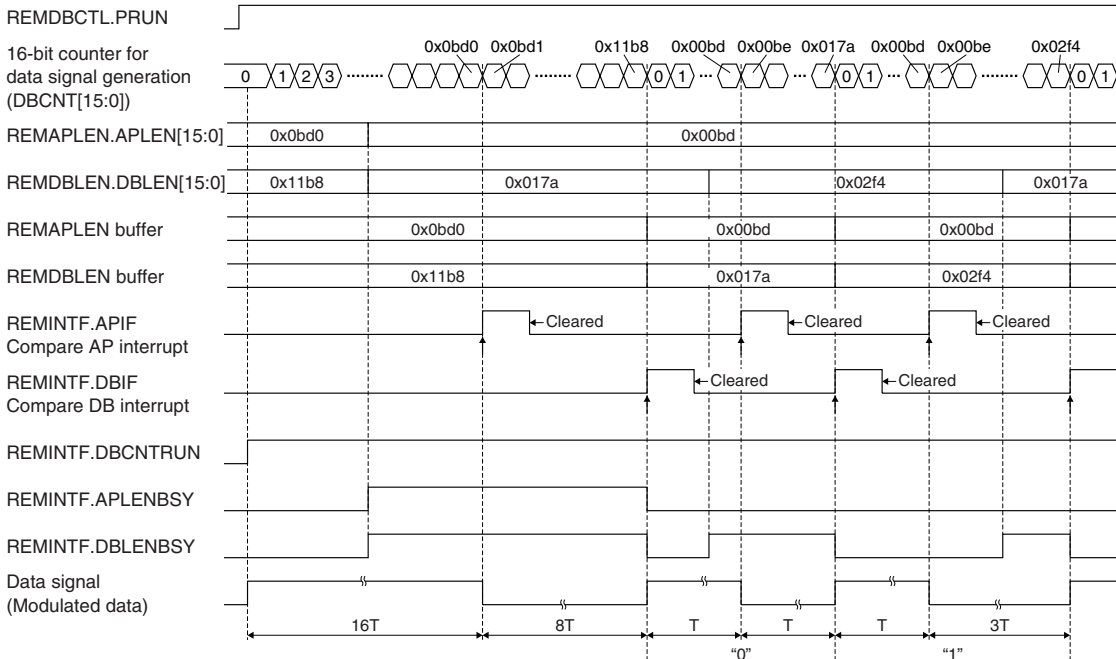 REMDBCTL.PRUN
16-bit counter for
data signal generation
(DBCNT[15:0])
0x0bd0 0x0bd1 0x11b8 0x00bd 0x00be 0x017a 0x00bd 0x00be 0x02f4
0 1 2 3 0 1 0 1 0 1
REMAPLEN.APLEN[15:0] 0x0bd0 0x00bd
REMDBLEN.DBLEN[15:0] 0x11b8 0x017a 0x02f4 0x017a
REMAPLEN buffer 0x0bd0 0x00bd 0x00bd
REMDBLEN buffer 0x11b8 0x017a 0x02f4
REMINTF.APIF
Compare AP interrupt
Cleared Cleared Cleared
REMINTF.DBIF
Compare DB interrupt
Cleared Cleared
REMINTF.DBCNTRUN
REMINTF.APLENBSY
REMINTF.DBLENBSY
Data signal
(Modulated data)
16T 8T T T T 3T
“0” “1”